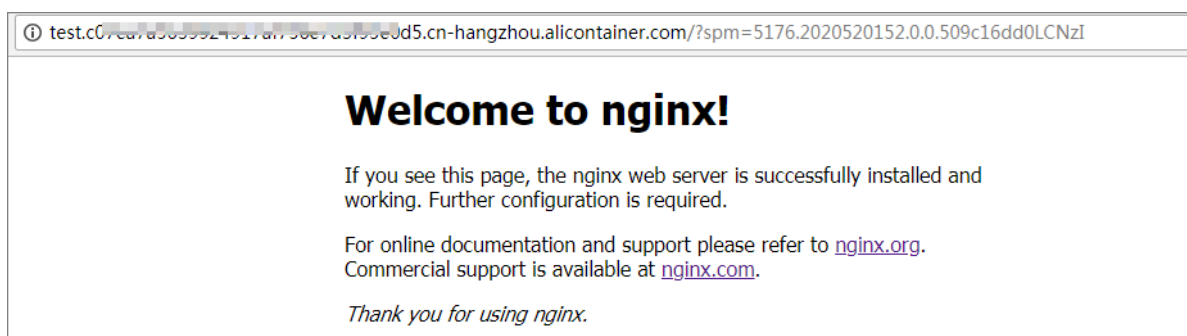 .cn-hangzhou.alicontainer.com/?spm=5176.2020520152.0.0.509c16dd0LCNzI
Welcome to nginx!
If you see this page, the nginx web server is successfully installed and
working. Further configuration is required.
For online documentation and support please refer to nginx.org.
Commercial support is available at nginx.com.
Thank you for using nginx.